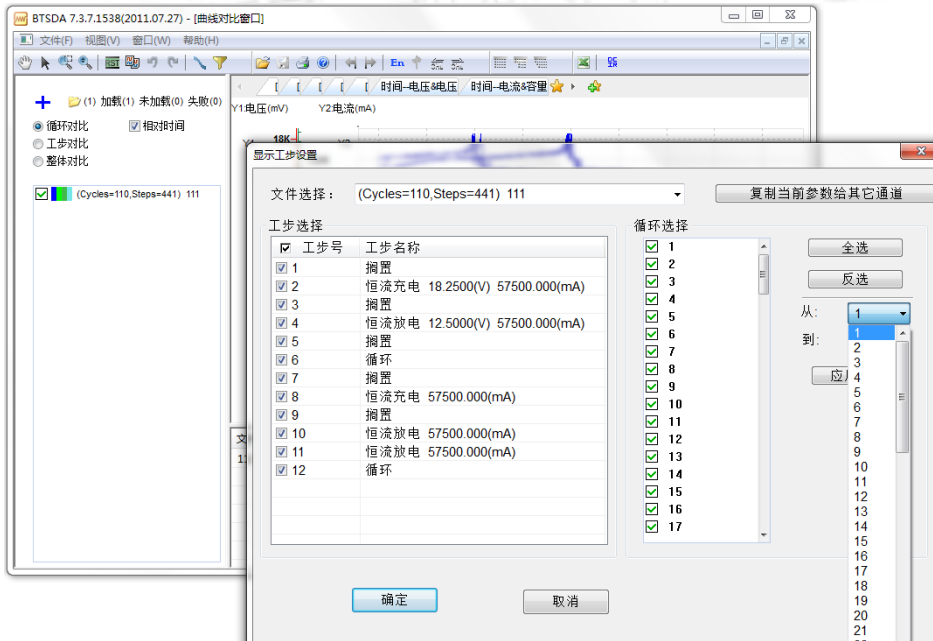 BTSDA 7.3.7.1538(2011.07.27) - [曲线对比窗口]
文件(F) 视图(V) 窗口(W) 帮助(H)
En
[ [ [ [ [ 时间--电压&电压 时间--电流&容量
(1) 加载(1) 未加载(0) 失败(0)
Y1:电压(mV) Y2:电流(mA)
循环对比 相对时间
工步对比
整体对比
18K
(Cycles=110,Steps=441) 111
显示工步设置
文件选择: (Cycles=110,Steps=441) 111 复制当前参数给其它通道
工步选择
工步号 工步名称
1 搁置
2 恒流充电 18.2500(V) 57500.000(mA)
3 搁置
4 恒流放电 12.5000(V) 57500.000(mA)
5 搁置
6 循环
7 搁置
8 恒流充电 57500.000(mA)
9 搁置
10 恒流放电 57500.000(mA)
11 恒流放电 57500.000(mA)
12 循环
循环选择
1
2
3
4
5
6
7
8
9
10
11
12
13
14
15
16
17
全选
反选
从: 1
到:
1
2
3
4
5
6
7
8
9
10
11
12
13
14
15
16
17
18
19
20
21
确定 取消